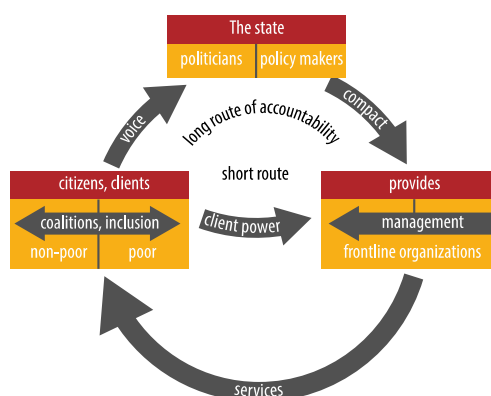 The state
politicians
policy makers
voice
compact
long route of accountability
short route
citizens, clients
provides
coalitions, inclusion
client power
management
non-poor
poor
frontline organizations
services